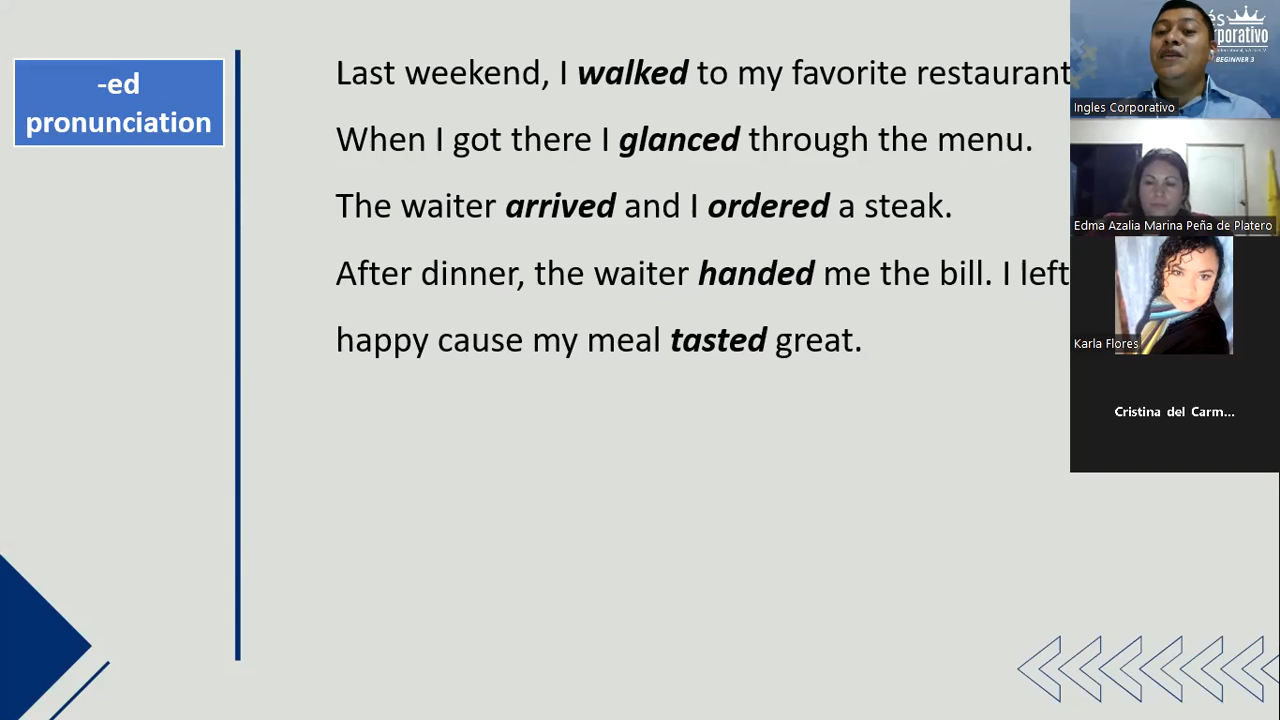 -ed
pronunciation
Last weekend, I walked to my favorite restaurant
When I got there I glanced through the menu.
The waiter arrived and I ordered a steak.
After dinner, the waiter handed me the bill. I left
happy cause my meal tasted great.
és
rporativo
BEGINNER 3
Ingles Corporativo
Edma Azalia Marina Peña de Platero
Karla Flores
Cristina del Carm...